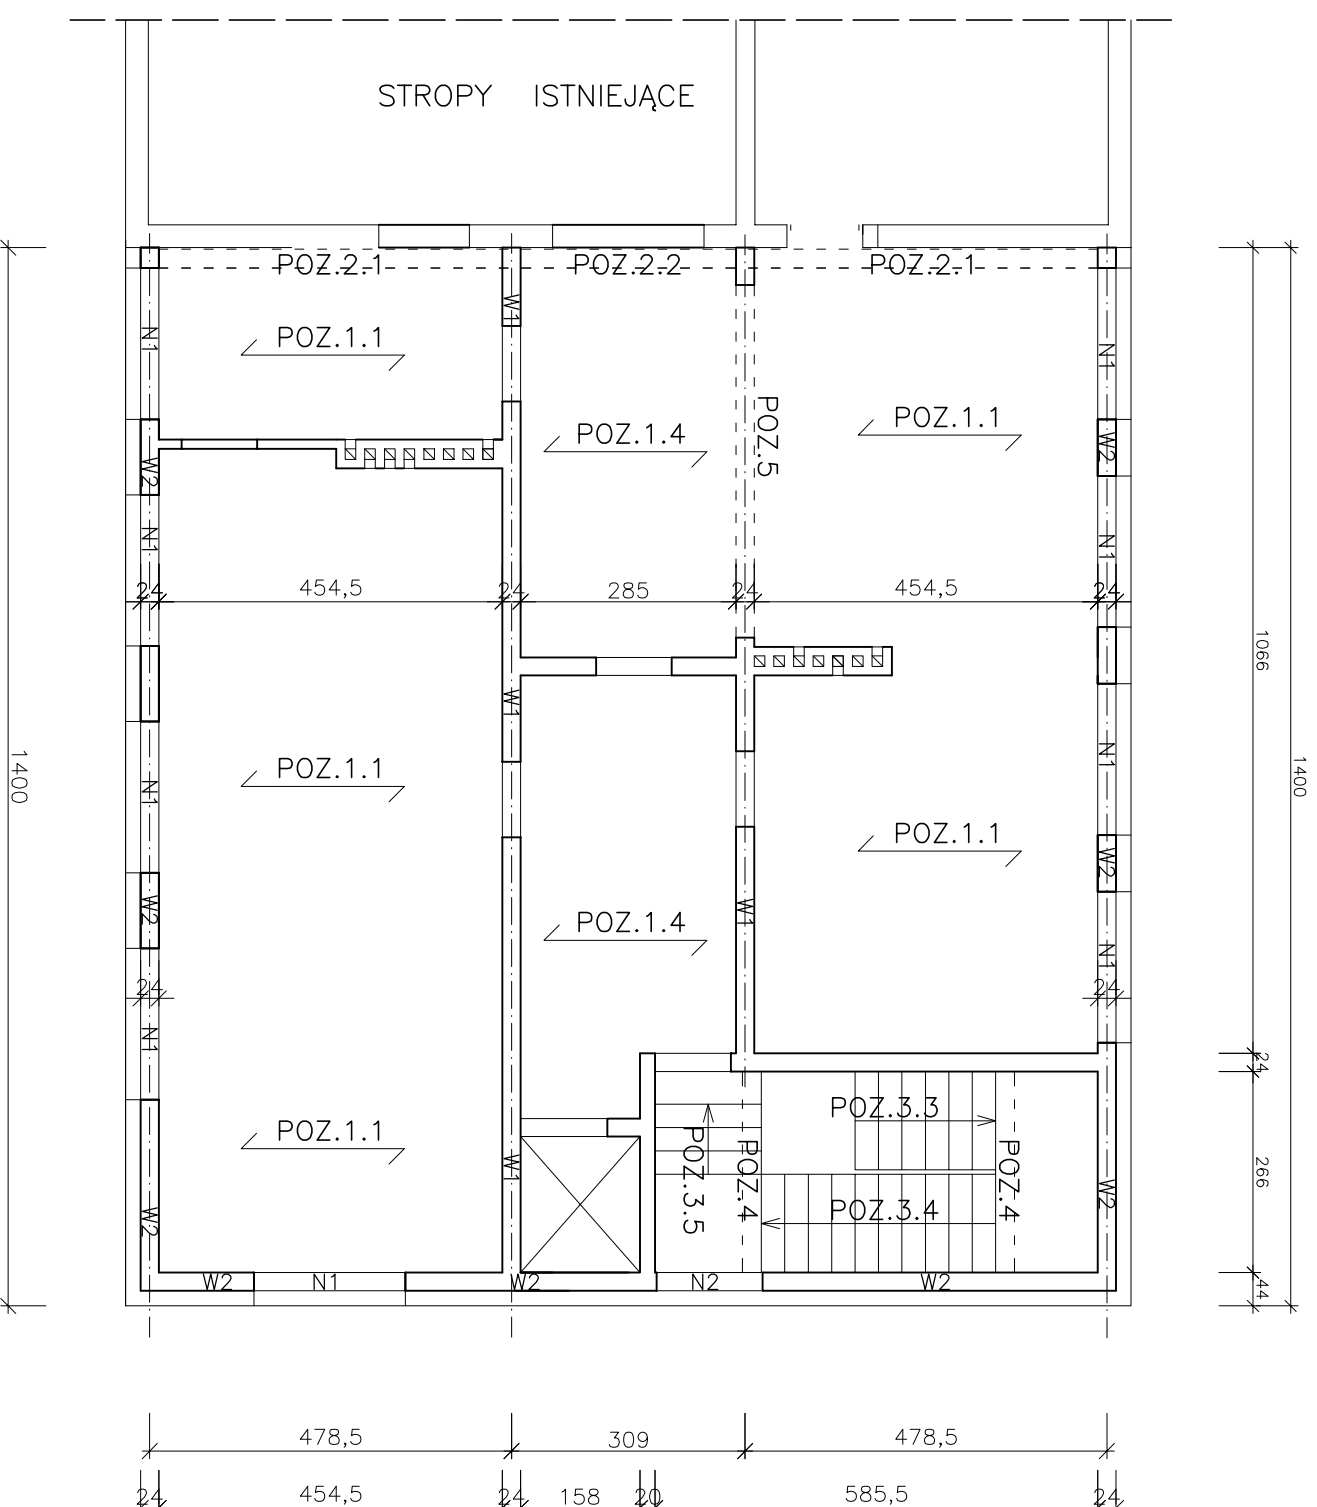 STROPY ISTNIEJĄCE
POZ.2.1
POZ.2.2
POZ.2.1
W1
N1
POZ.1.1
N1
POZ.1.1
POZ.1.4
POZ.5
W2
W2
N1
N1
24
454,5
24
285
24
454,5
24
1066
W1
1400
POZ.1.1
N1
N1
1400
POZ.1.1
W2
W2
POZ.1.4
W1
N1
24
24
N1
24
POZ.3.3
POZ.1.1
W1
POZ.3.5
POZ.4
POZ.4
266
W2
W2
POZ.3.4
W2
N1
W2
N2
W2
44
478,5
309
478,5
24
454,5
24
158
20
585,5
24